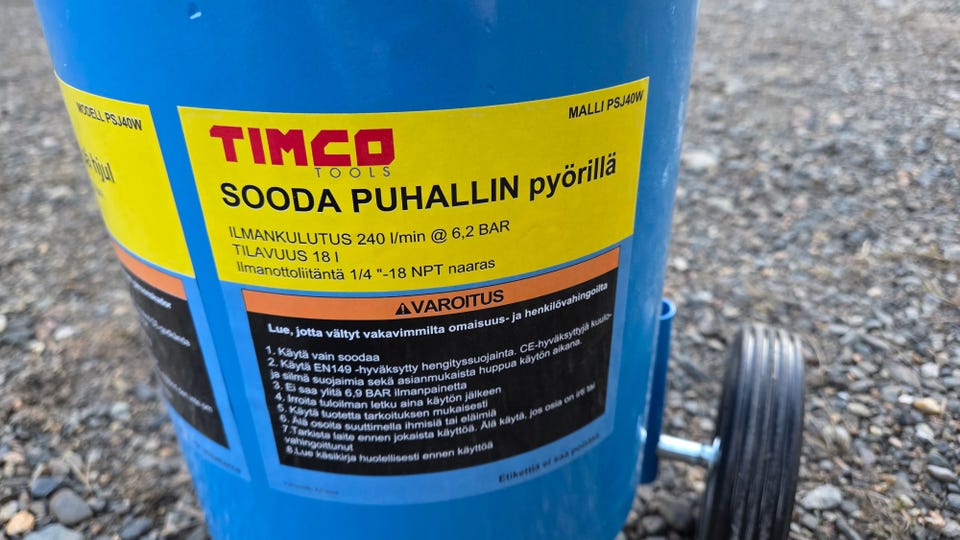 MODELL PSJ40W
hjul
TIMCO
TOOLS
MALLI PSJ40W
SOODA PUHALLIN pyörillä
ILMANKULUTUS 240 l/min @ 6,2 BAR
TILAVUUS 18 l
Ilmanottoliitäntä 1/4 "-18 NPT naaras
VAROITUS
Lue, jotta vältyt vakavimmilta omaisuus- ja henkilövahingoilta
1. Käytä vain soodaa
2. Käytä EN149 -hyväksytty hengityssuojainta. CE-hyväksyttyjä kuulo-
ja silmä suojaimia sekä asianmukaista huppua käytön aikana.
3. Ei saa ylitä 6,9 BAR ilmanpainetta
4. Irroita tuloilman letku aina käytön jälkeen
5. Käytä tuotetta tarkoituksen mukaisesti
6. Älä osoita suuttimella ihmisiä tai eläimiä
7.Tarkista laite ennen jokaista käyttöä. Älä käytä, jos osia on irti tai
vahingoittunut
8.Lue käsikirja huolellisesti ennen käyttöä
Etikettiä ei saa poistaa